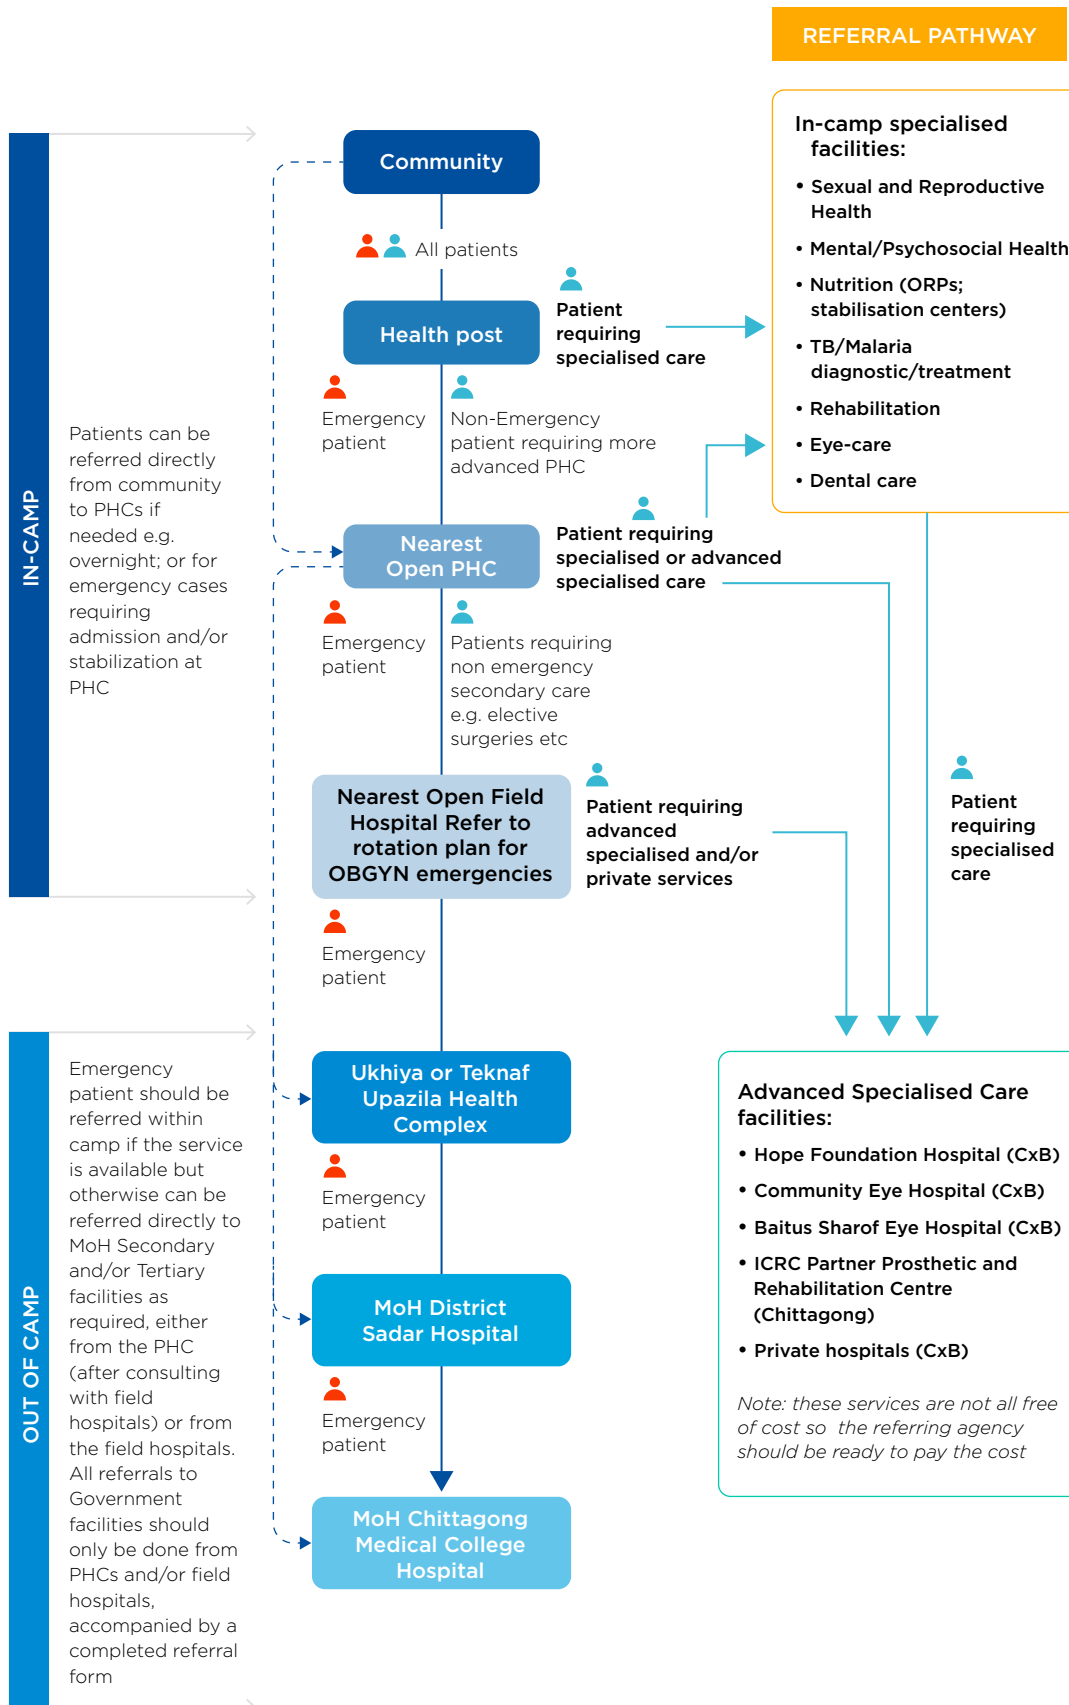 REFERRAL PATHWAY
IN-CAMP
Patients can be
referred directly
from community
to PHCs if
needed e.g.
overnight; or for
emergency cases
requiring
admission and/or
stabilization at
PHC
Community
All patients
Health post
Patient
requiring
specialised care
Emergency
patient
Non-Emergency
patient requiring more
advanced PHC
Nearest
Open PHC
Patient requiring
specialised or advanced
specialised care
Emergency
patient
Patients requiring
non emergency
secondary care
e.g. elective
surgeries etc
Nearest Open Field
Hospital Refer to
rotation plan for
OBGYN emergencies
Patient requiring
advanced
specialised and/or
private services
Emergency
patient
In-camp specialised
facilities:
• Sexual and Reproductive
Health
• Mental/Psychosocial Health
• Nutrition (ORPs;
stabilisation centers)
• TB/Malaria
diagnostic/treatment
• Rehabilitation
• Eye-care
• Dental care
Patient
requiring
specialised
care
OUT OF CAMP
Emergency
patient should be
referred within
camp if the service
is available but
otherwise can be
referred directly to
MoH Secondary
and/or Tertiary
facilities as
required, either
from the PHC
(after consulting
with field
hospitals) or from
the field hospitals.
All referrals to
Government
facilities should
only be done from
PHCs and/or field
hospitals,
accompanied by a
completed referral
form
Ukhiya or Teknaf
Upazila Health
Complex
Emergency
patient
MoH District
Sadar Hospital
Emergency
patient
MoH Chittagong
Medical College
Hospital
Advanced Specialised Care
facilities:
• Hope Foundation Hospital (CxB)
• Community Eye Hospital (CxB)
• Baitus Sharof Eye Hospital (CxB)
• ICRC Partner Prosthetic and
Rehabilitation Centre
(Chittagong)
• Private hospitals (CxB)
Note: these services are not all free
of cost so the referring agency
should be ready to pay the cost